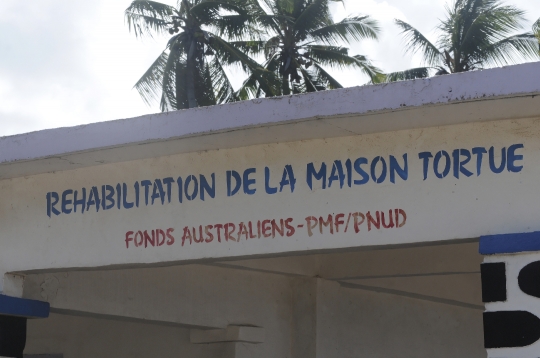 REHABILITATION DE LA MAISON TORTUE
FONDS AUSTRALIENS-PMF/PNUD